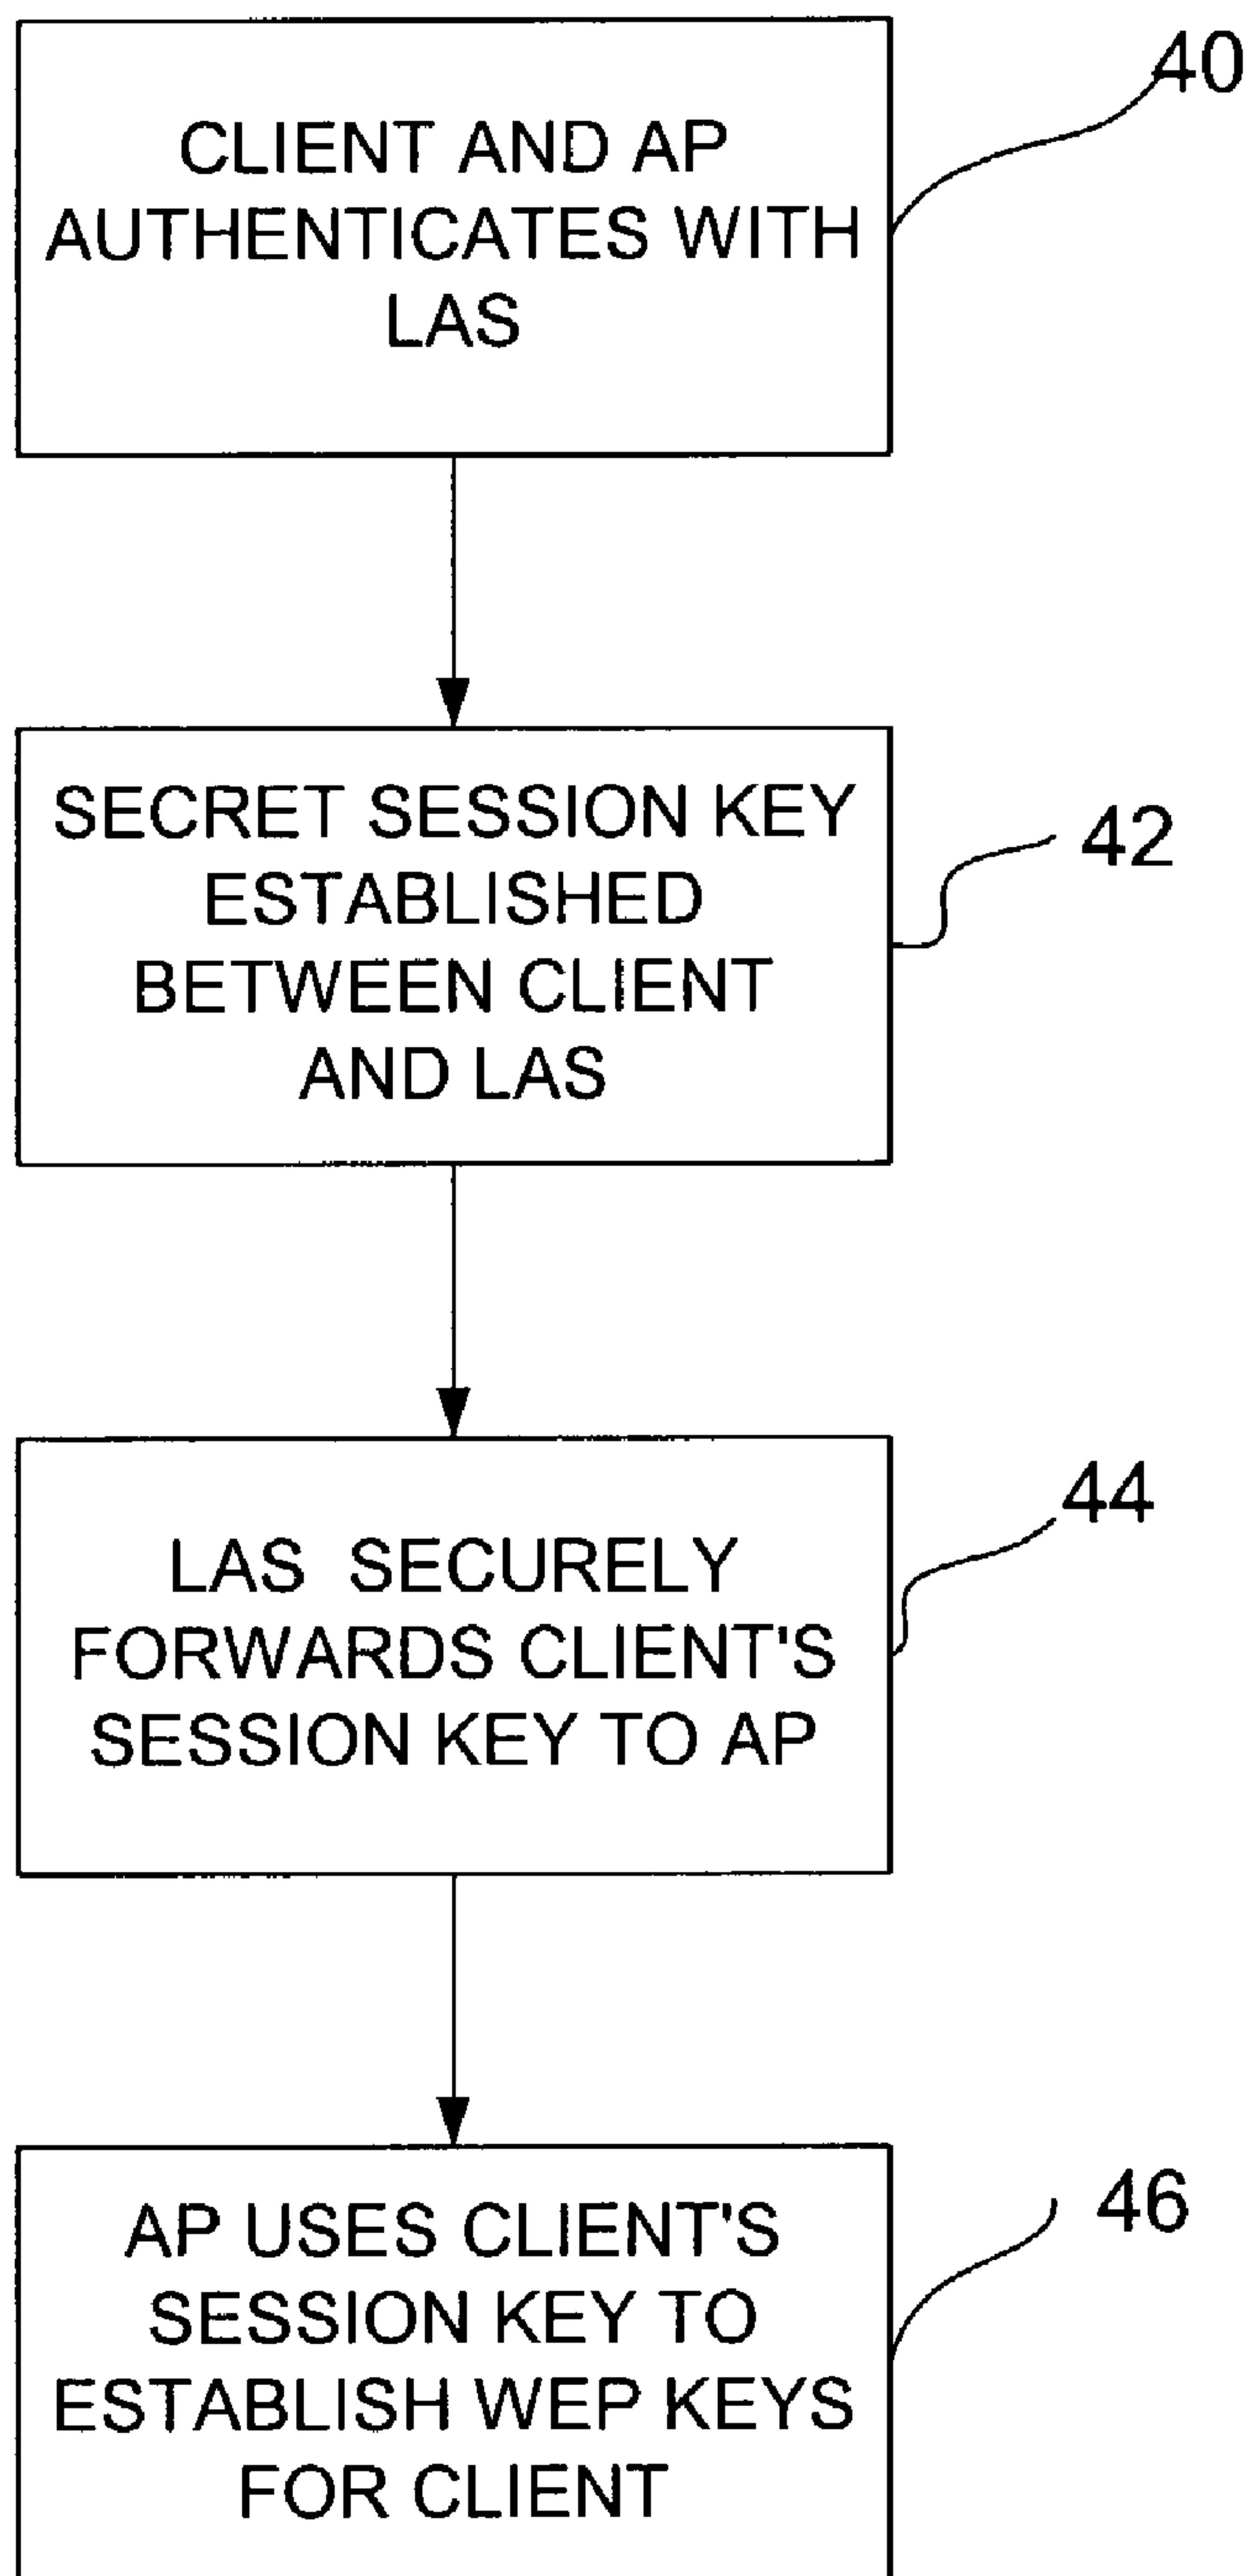 CLIENT AND AP
AUTHENTICATES WITH
LAS
40
SECRET SESSION KEY
ESTABLISHED
BETWEEN CLIENT
AND LAS
42
LAS SECURELY
FORWARDS CLIENT'S
SESSION KEY TO AP
44
AP USES CLIENT'S
SESSION KEY TO
ESTABLISH WEP KEYS
FOR CLIENT
46